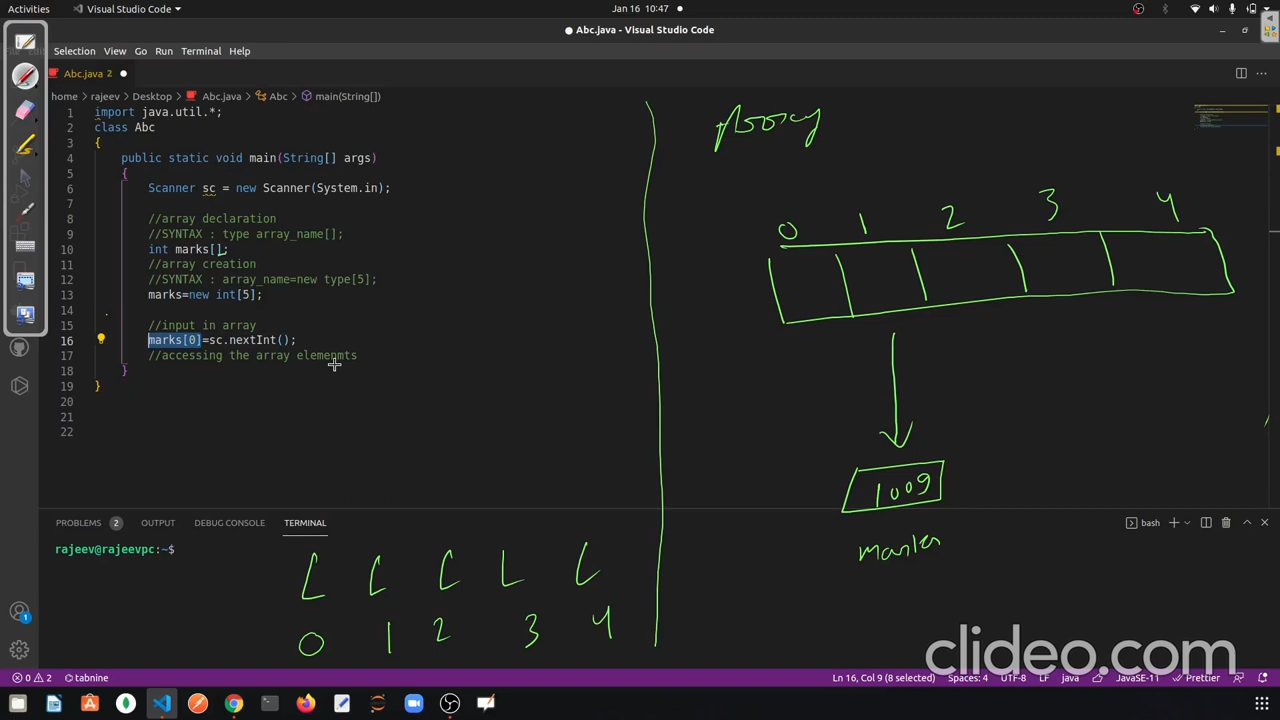 Activities
Visual Studio Code
Jan 16 10:47
Abc.java - Visual Studio Code
Selection View Go Run Terminal Help
Abc.java 2
home rajeev Desktop Abc.java Abc main(String[])
1 import java.util.*;
2 class Abc
3 {
4 public static void main(String[] args)
5 {
6 Scanner sc = new Scanner(System.in);
7
8 //array declaration
9 //SYNTAX : type array_name[];
10 int marks[];
11 //array creation
12 //SYNTAX : array_name=new type[5];
13 marks=new int[5];
14
15 //input in array
16 marks[0]=sc.nextInt();
17 //accessing the array elemenmts
18 }
19 }
20
21
22
Array
0 1 2 3 4
1009
PROBLEMS 2 OUTPUT DEBUG CONSOLE TERMINAL
bash
rajeev@rajeevpc:~$
0 1 2 3 4
clideo.com
0 2 tabnine
Ln 16, Col 9 (8 selected) Spaces: 4 UTF-8 LF java JavaSE-11 Prettier